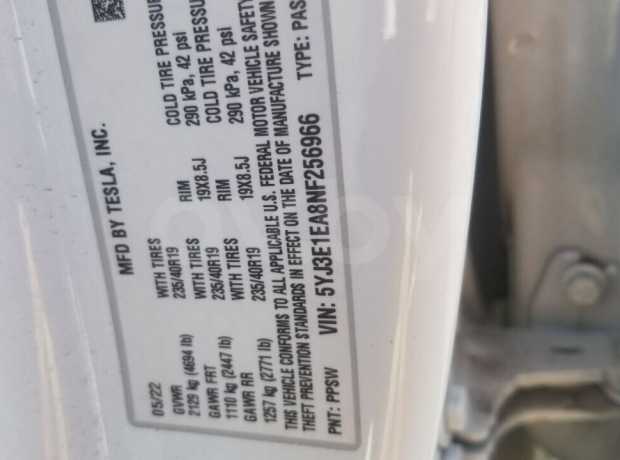 MFD BY TESLA, INC.
05/22
GVWR WITH TIRES RIM COLD TIRE PRESSUR
2129 kg (4694 lb) 235/40R19 19X8.5J 290 kPa, 42 psi
GAWR FRT WITH TIRES RIM COLD TIRE PRESSUR
1110 kg (2447 lb) 235/40R19 19X8.5J 290 kPa, 42 psi
GAWR RR
1257 kg (2771 lb) 235/40R19
THIS VEHICLE CONFORMS TO ALL APPLICABLE U.S. FEDERAL MOTOR VEHICLE SAFETY
THEFT PREVENTION STANDARDS IN EFFECT ON THE DATE OF MANUFACTURE SHOWN
VIN: 5YJ3E1EA8NF256966 TYPE: PAS
PNT: PPSW